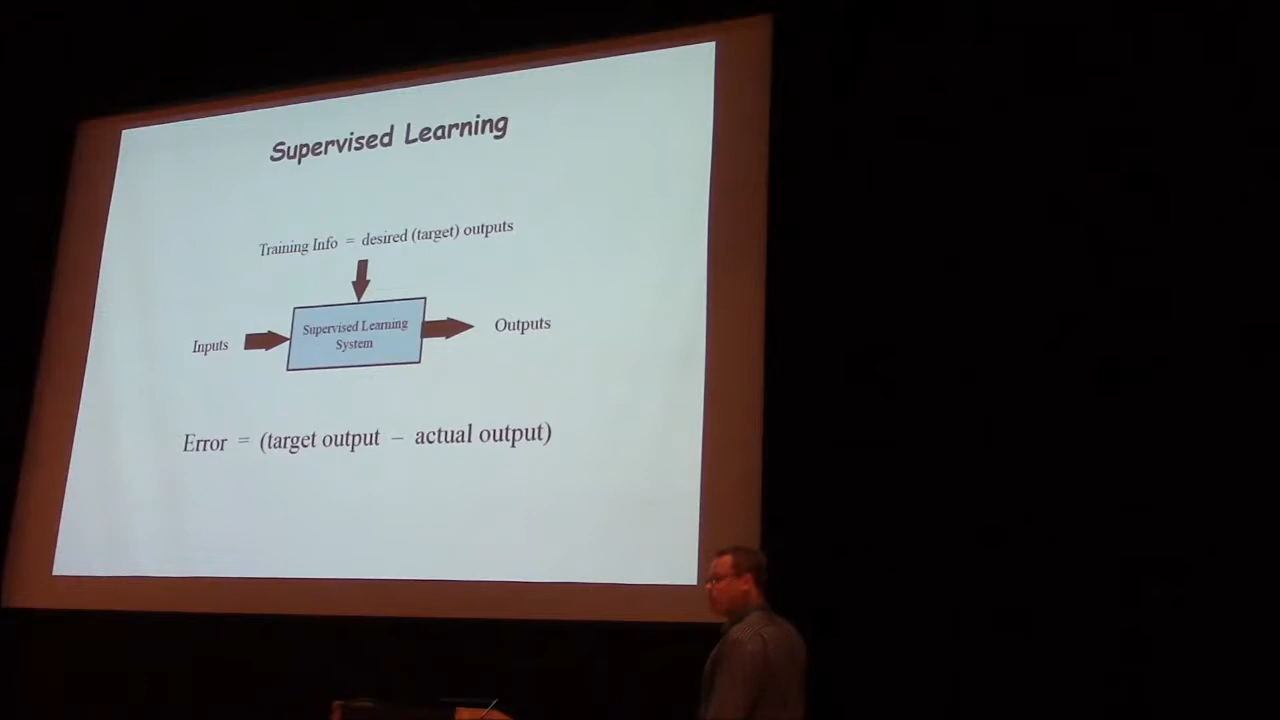 Supervised Learning
Training Info = desired (target) outputs
Inputs
Supervised Learning
System
Outputs
Error = (target output – actual output)